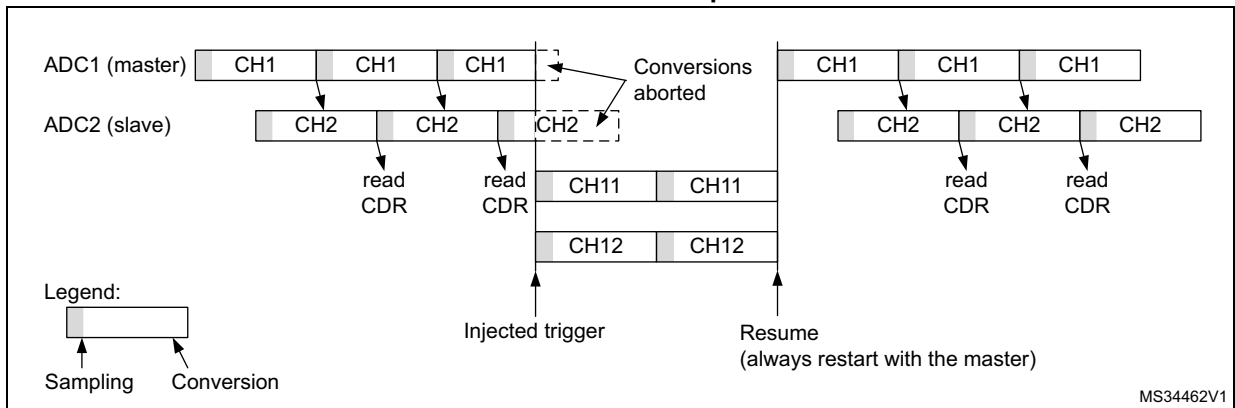 ADC1 (master) CH1 CH1 CH1 Conversions aborted CH1 CH1 CH1
ADC2 (slave) CH2 CH2 CH2 CH2 CH2 CH2
read CDR read CDR read CDR read CDR
CH11 CH11
CH12 CH12
Legend:
Sampling Conversion
Injected trigger
Resume
(always restart with the master)
MS34462V1